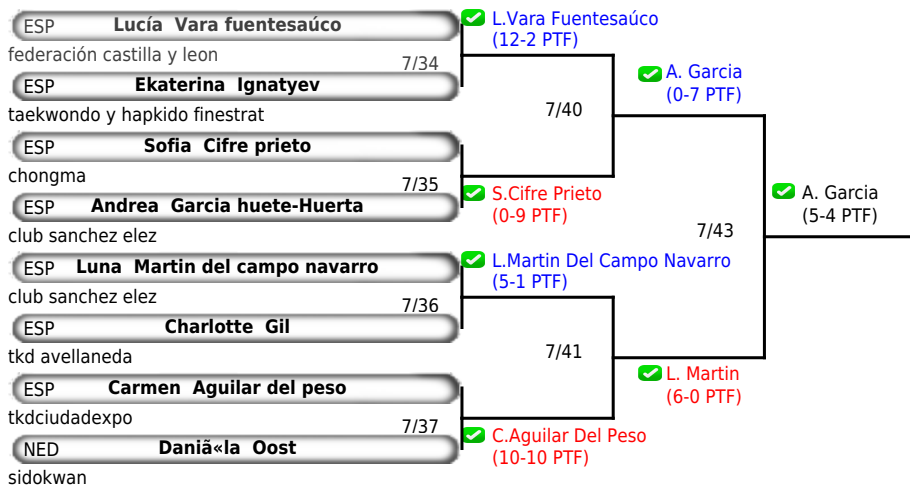 ESP Lucía Vara fuentesaúco
federación castilla y leon
7/34
ESP Ekaterina Ignatyev
taekwondo y hapkido finestrat
ESP Sofia Cifre prieto
chongma
7/35
ESP Andrea Garcia huete-Huerta
club sanchez elez
ESP Luna Martin del campo navarro
club sanchez elez
7/36
ESP Charlotte Gil
tkd avellaneda
ESP Carmen Aguilar del peso
tkdciudadexpo
7/37
NED Daniã«la Oost
sidokwan
L.Vara Fuentesaúco
(12-2 PTF)
7/40
S.Cifre Prieto
(0-9 PTF)
L.Martin Del Campo Navarro
(5-1 PTF)
7/41
C.Aguilar Del Peso
(10-10 PTF)
A. Garcia
(0-7 PTF)
7/43
L. Martin
(6-0 PTF)
A. Garcia
(5-4 PTF)